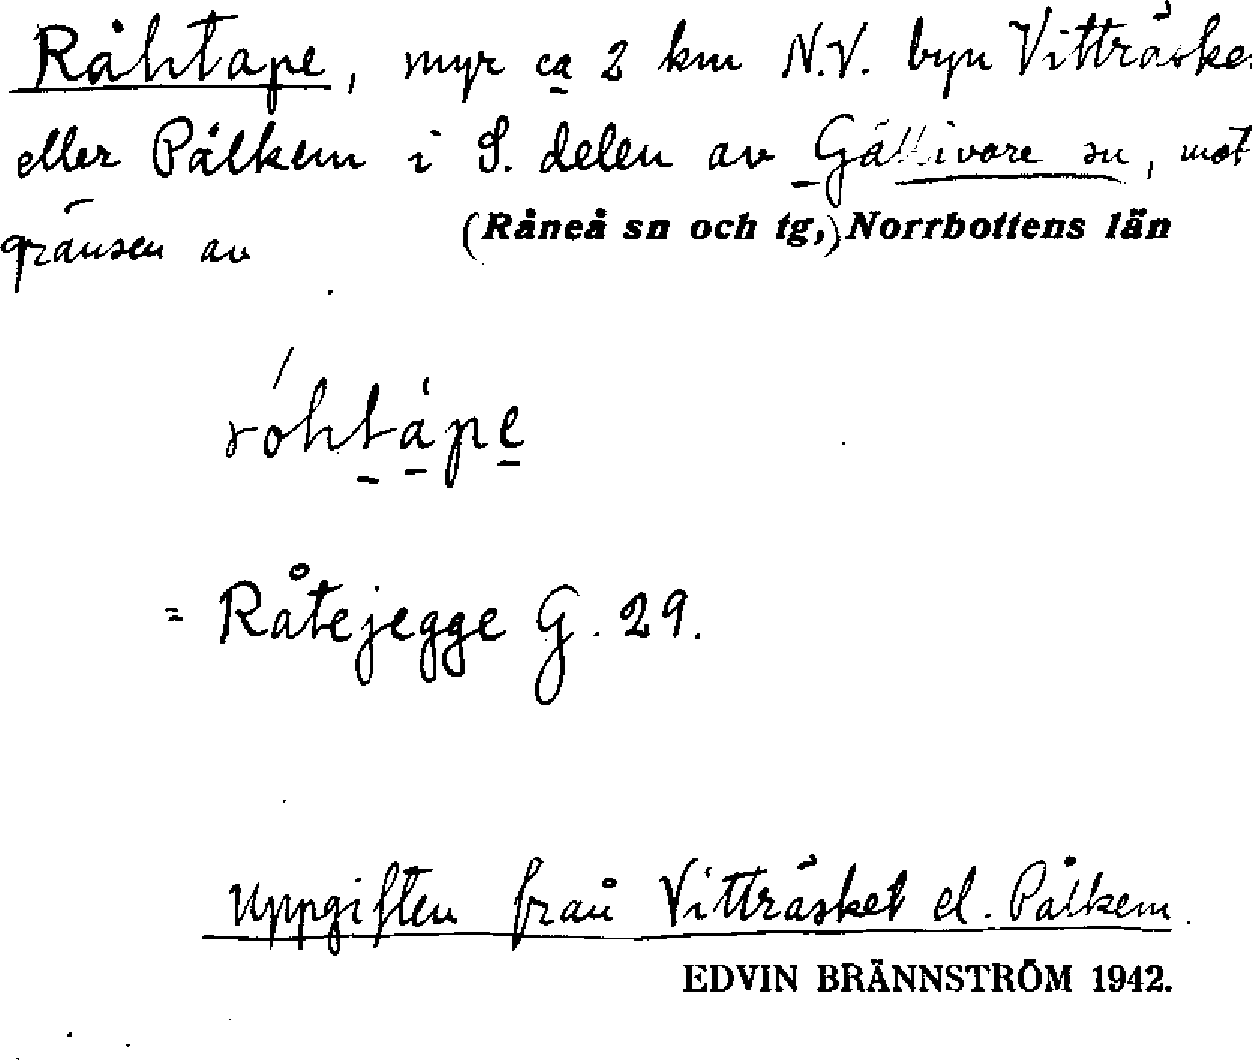 Råhtape, myr ca 2 km N.V. byn Vitträske
eller Pålkem i S. delen av Gällivare sn, mot
gränsen av (Råneå sn och tg,) Norrbottens län
róhtápe
= Råtejegge G. 29.
Uppgiften från Vitträsket el. Pålkem.
EDVIN BRÄNNSTRÖM 1942.